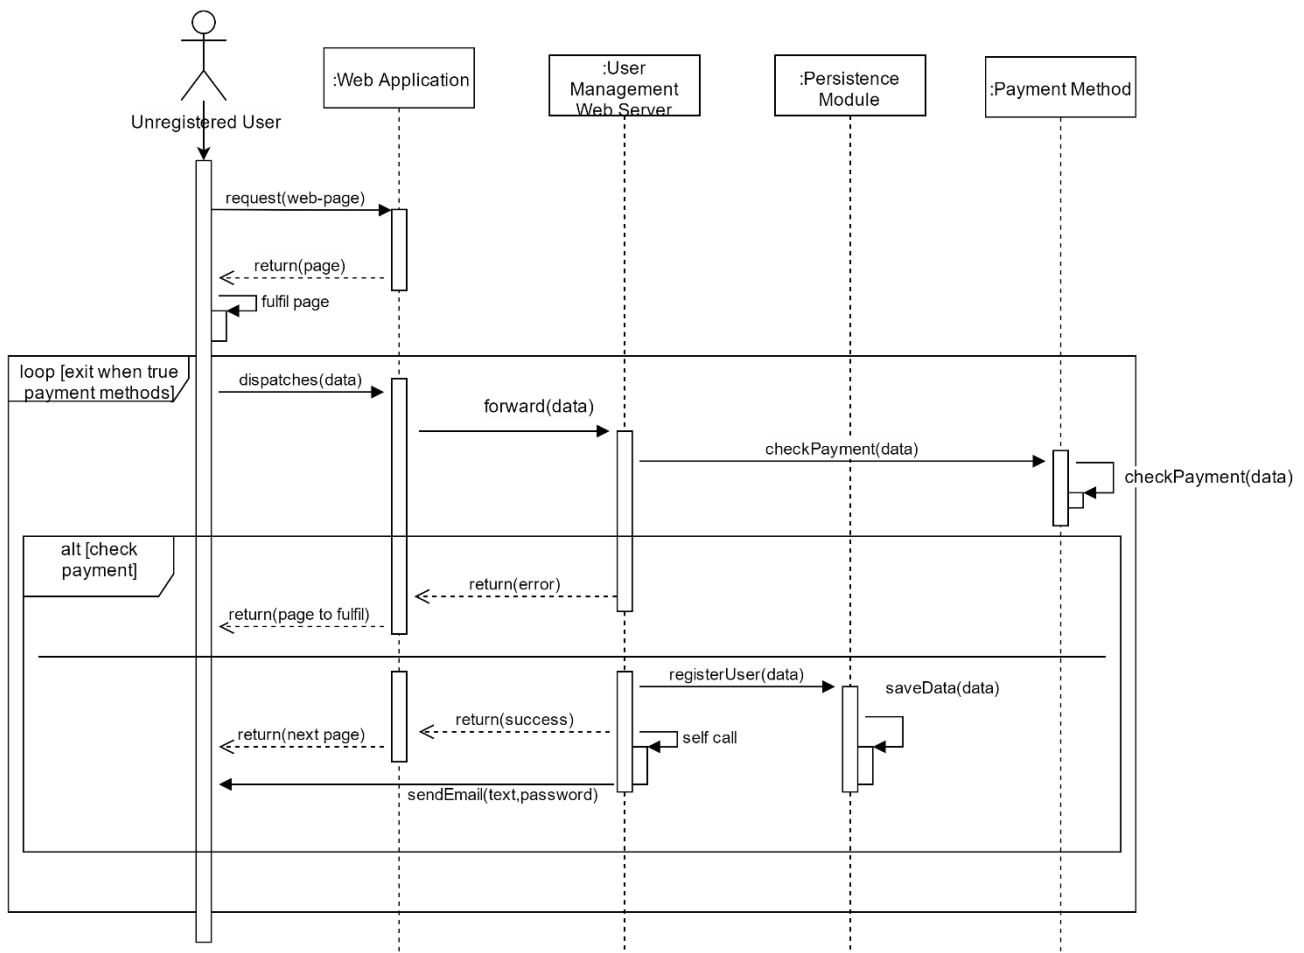 Unregistered User
:Web Application
:User
Management
Web Server
:Persistence
Module
:Payment Method
request(web-page)
return(page)
fulfil page
loop [exit when true
payment methods]
dispatches(data)
forward(data)
checkPayment(data)
checkPayment(data)
alt [check
payment]
return(error)
return(page to fulfil)
registerUser(data)
saveData(data)
return(success)
return(next page)
self call
sendEmail(text,password)